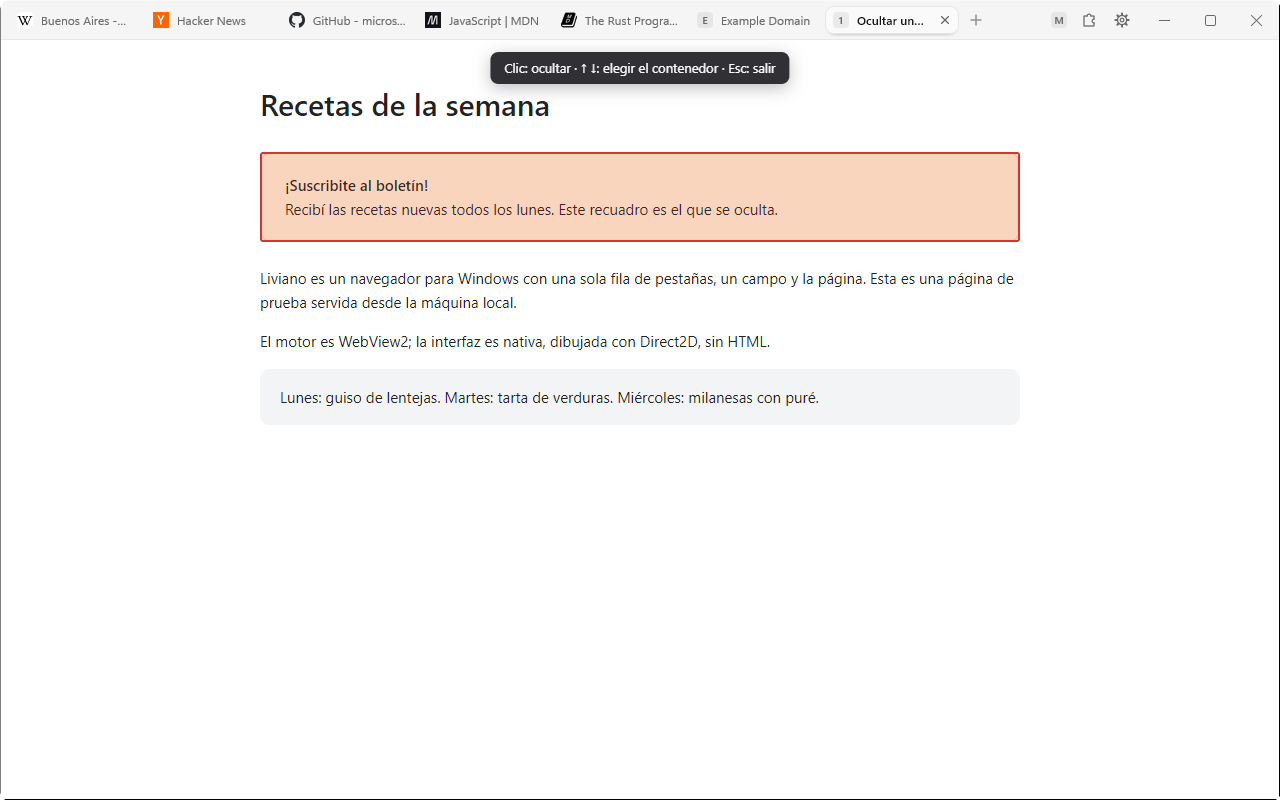 W Buenos Aires -... Y Hacker News GitHub - micros... M JavaScript | MDN The Rust Progra... E Example Domain 1 Ocultar un... M
Clic: ocultar · ↑ ↓: elegir el contenedor · Esc: salir
Recetas de la semana
¡Suscribite al boletín!
Recibí las recetas nuevas todos los lunes. Este recuadro es el que se oculta.
Liviano es un navegador para Windows con una sola fila de pestañas, un campo y la página. Esta es una página de
prueba servida desde la máquina local.
El motor es WebView2; la interfaz es nativa, dibujada con Direct2D, sin HTML.
Lunes: guiso de lentejas. Martes: tarta de verduras. Miércoles: milanesas con puré.